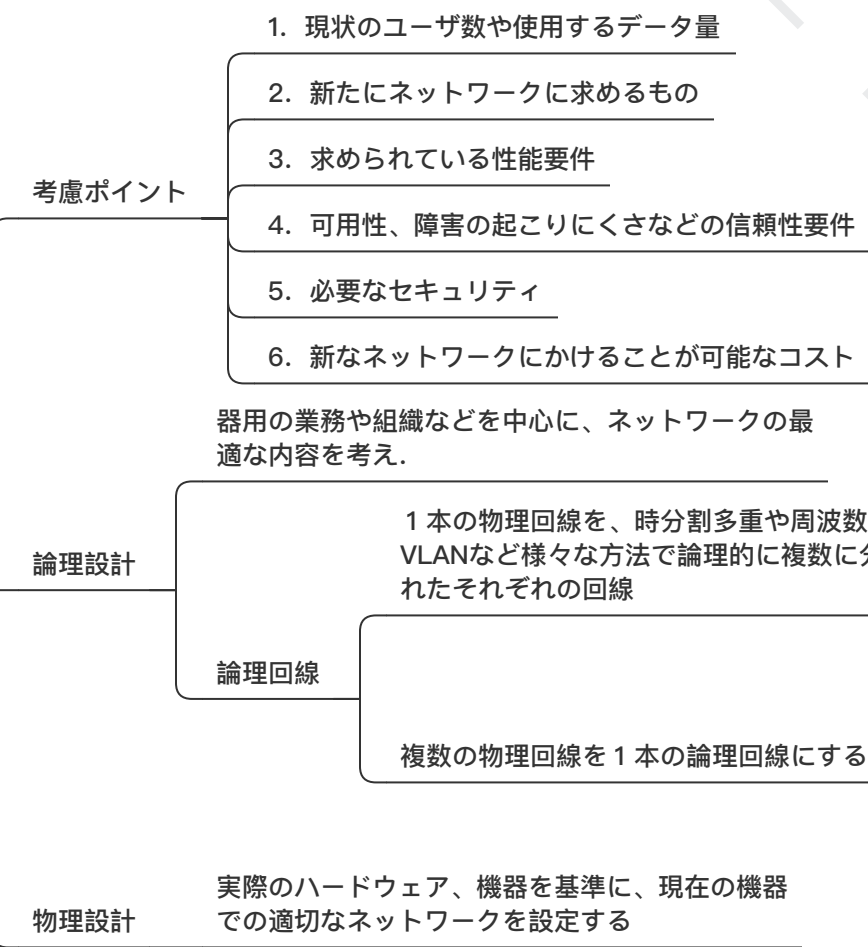 1. 現状のユーザ数や使用するデータ量
2. 新たにネットワークに求めるもの
3. 求められている性能要件
考慮ポイント
4. 可用性、障害の起こりにくさなどの信頼性要件
5. 必要なセキュリティ
6. 新なネットワークにかけることが可能なコスト
器用の業務や組織などを中心に、ネットワークの最
適な内容を考え.
論理設計
1本の物理回線を、時分割多重や周波数
VLANなど様々な方法で論理的に複数に
れたそれぞれの回線
論理回線
複数の物理回線を1本の論理回線にする
物理設計
実際のハードウェア、機器を基準に、現在の機器
での適切なネットワークを設定する